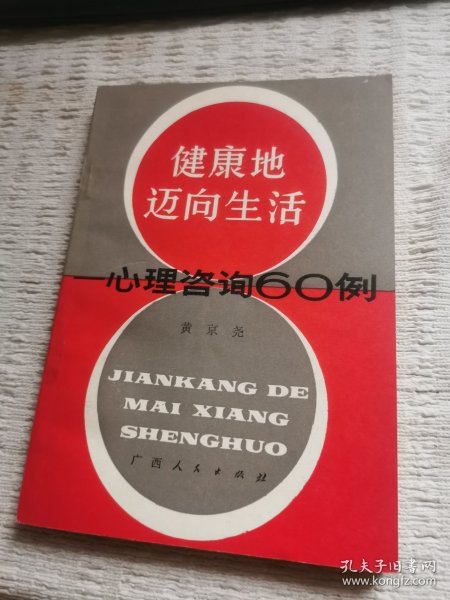 健康地
迈向生活
—心理咨询60例
黄京尧
JIANKANG DE
MAI XIANG
SHENGHUO
广西人民出版社
孔夫子旧书网
www.kongfz.com